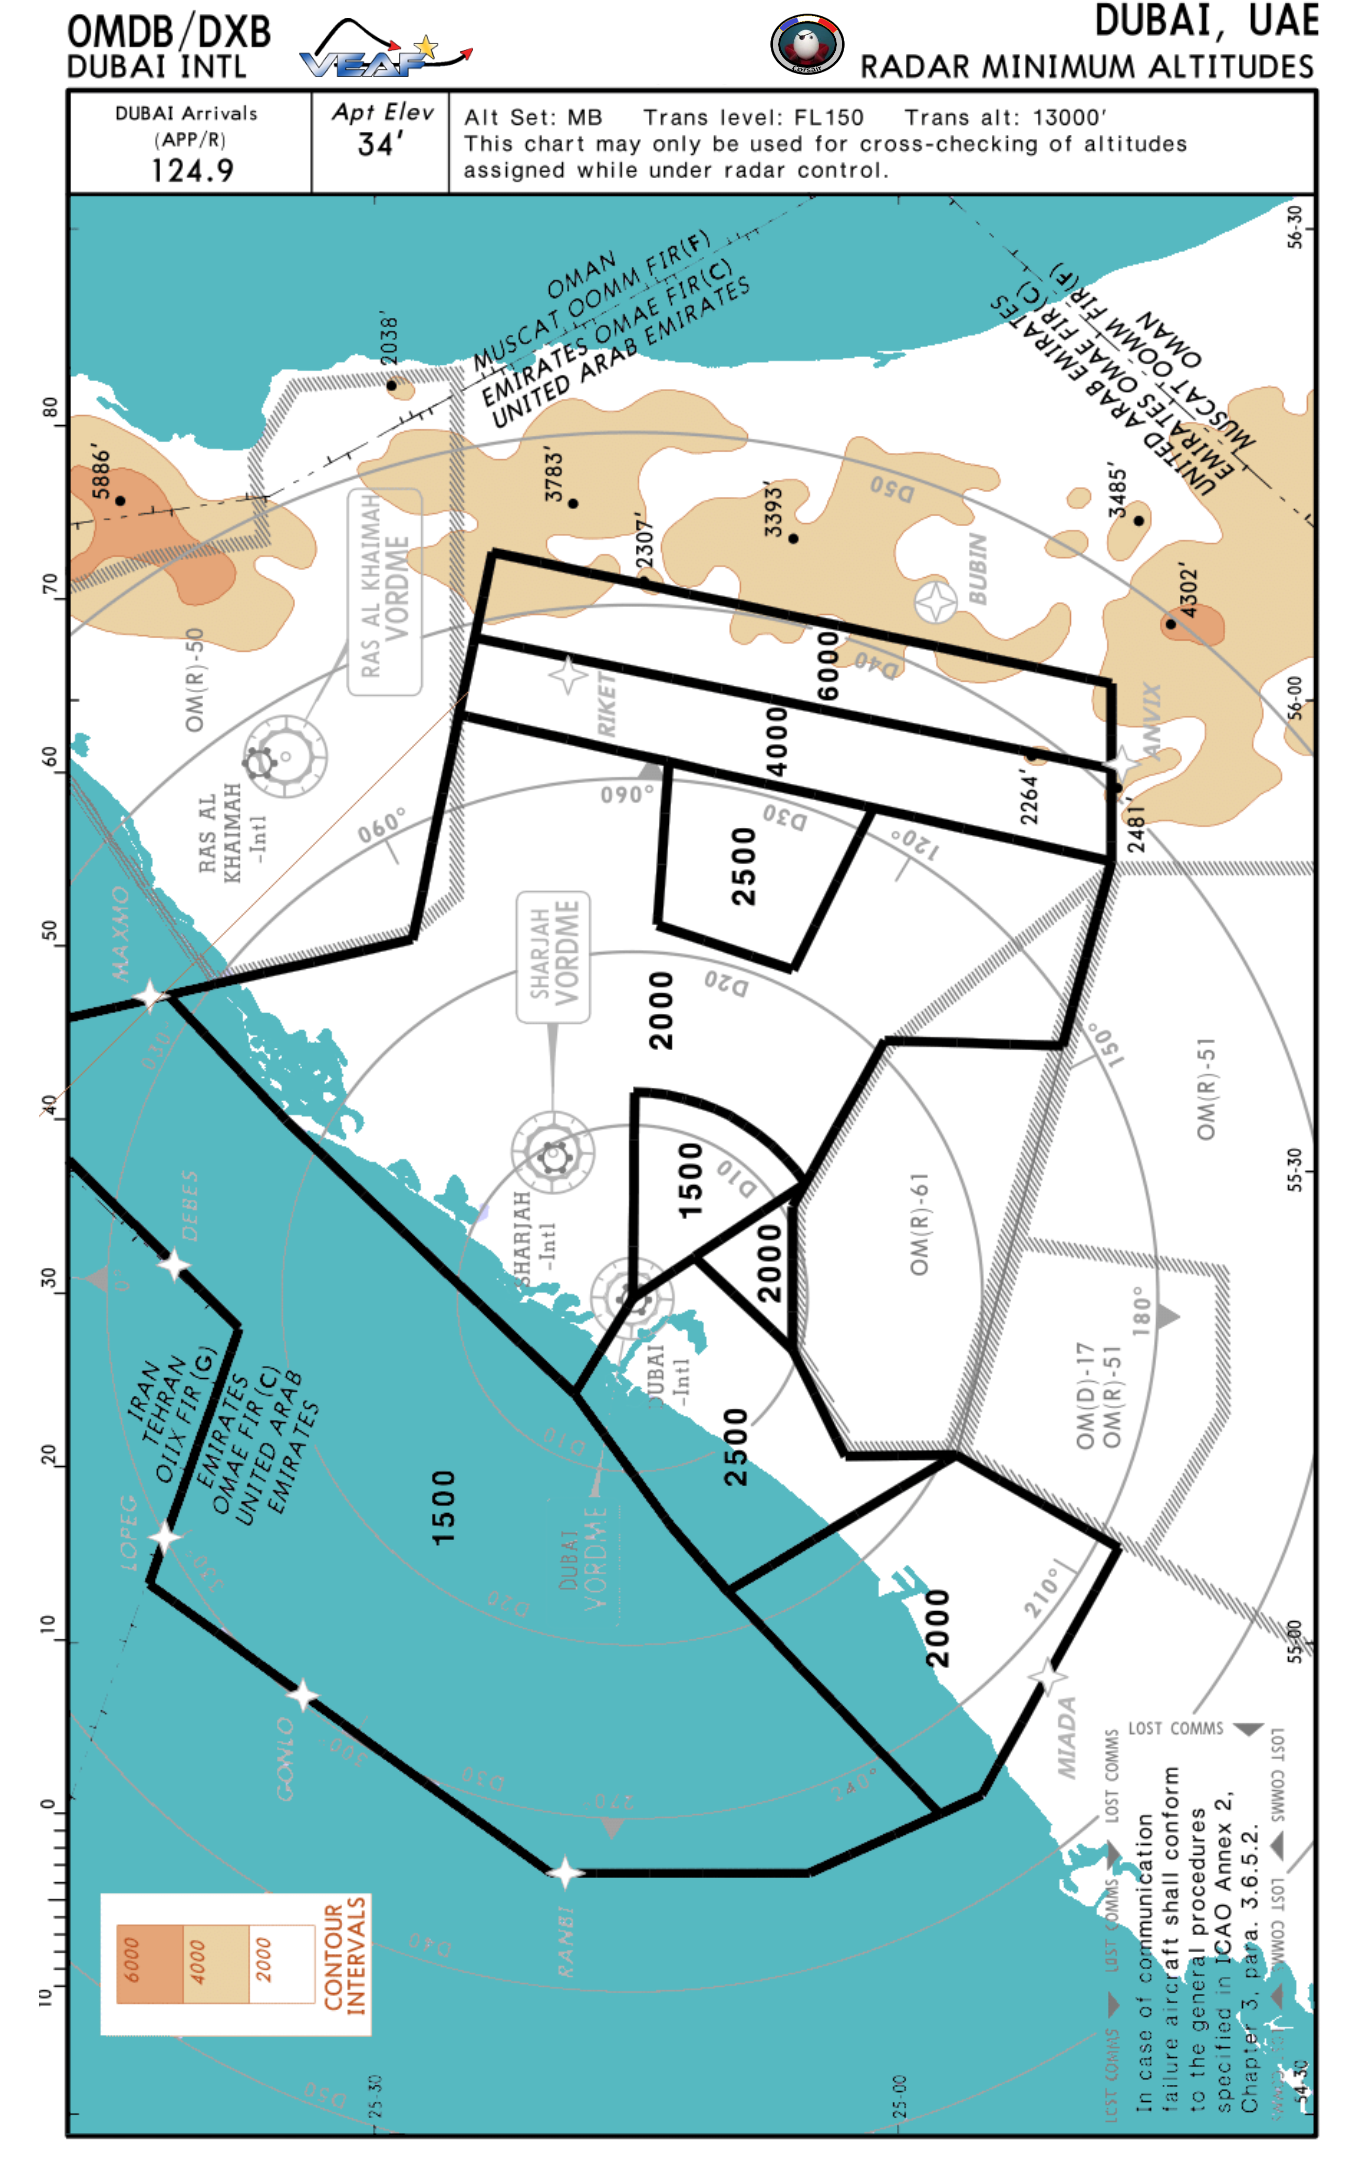 OMDB/DXB
DUBAI INTL
VEAF
DUBAI, UAE
RADAR MINIMUM ALTITUDES
DUBAI Arrivals
(APP/R)
124.9
Apt Elev
34'
Alt Set: MB Trans level: FL150 Trans alt: 13000'
This chart may only be used for cross-checking of altitudes
assigned while under radar control.
56-30
OMAN
MUSCAT OOMM FIR(F)
EMIRATES OMAE FIR(C)
UNITED ARAB EMIRATES
UNITED ARAB EMIRATES
EMIRATES OMAE FIR(C)
MUSCAT OOMM FIR(F)
OMAN
2038'
80
5886'
3783'
2307'
3393'
3485'
4302'
D50
BUBIN
RAS AL KHAIMAH
VORDME
70
OM(R)-50
6000
D40
RIKET
4000
ANVIX
56-00
2264'
2481'
60
RAS AL
KHAIMAH
-Intl
090°
060°
D30
120°
2500
MAXMO
50
SHARJAH
VORDME
D20
2000
030
150°
OM(R)-51
40
DEBES
SHARJAH
-Intl
1500
D10
OM(R)-61
2000
55-30
30
0°
DUBAI
-Intl
180°
OM(D)-17
OM(R)-51
IRAN
TEHRAN
OIIX FIR(G)
EMIRATES
OMAE FIR(C)
UNITED ARAB
EMIRATES
20
D10
2500
1500
LOPEG
330°
DUBAI
VORDME
D20
210°
2000
10
55-00
GONLO
300°
D30
270
240°
MIADA
0
RANBI
D40
10
6000
4000
2000
CONTOUR
INTERVALS
D50
25-30
25-00
54-30
LOST COMMS
LOST COMMS
LOST COMMS
LOST COMMS
LOST COMMS
LOST COMMS
In case of communication
failure aircraft shall conform
to the general procedures
specified in ICAO Annex 2,
Chapter 3, para. 3.6.5.2.